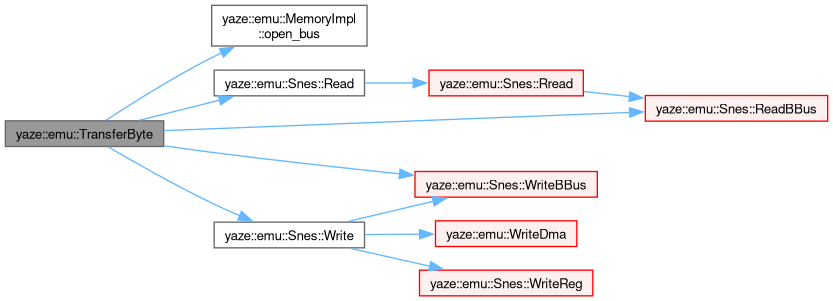 yaze::emu::MemoryImpl
::open_bus
yaze::emu::Snes::Read
yaze::emu::Snes::Rread
yaze::emu::Snes::ReadBBus
yaze::emu::TransferByte
yaze::emu::Snes::WriteBBus
yaze::emu::Snes::Write
yaze::emu::WriteDma
yaze::emu::Snes::WriteReg